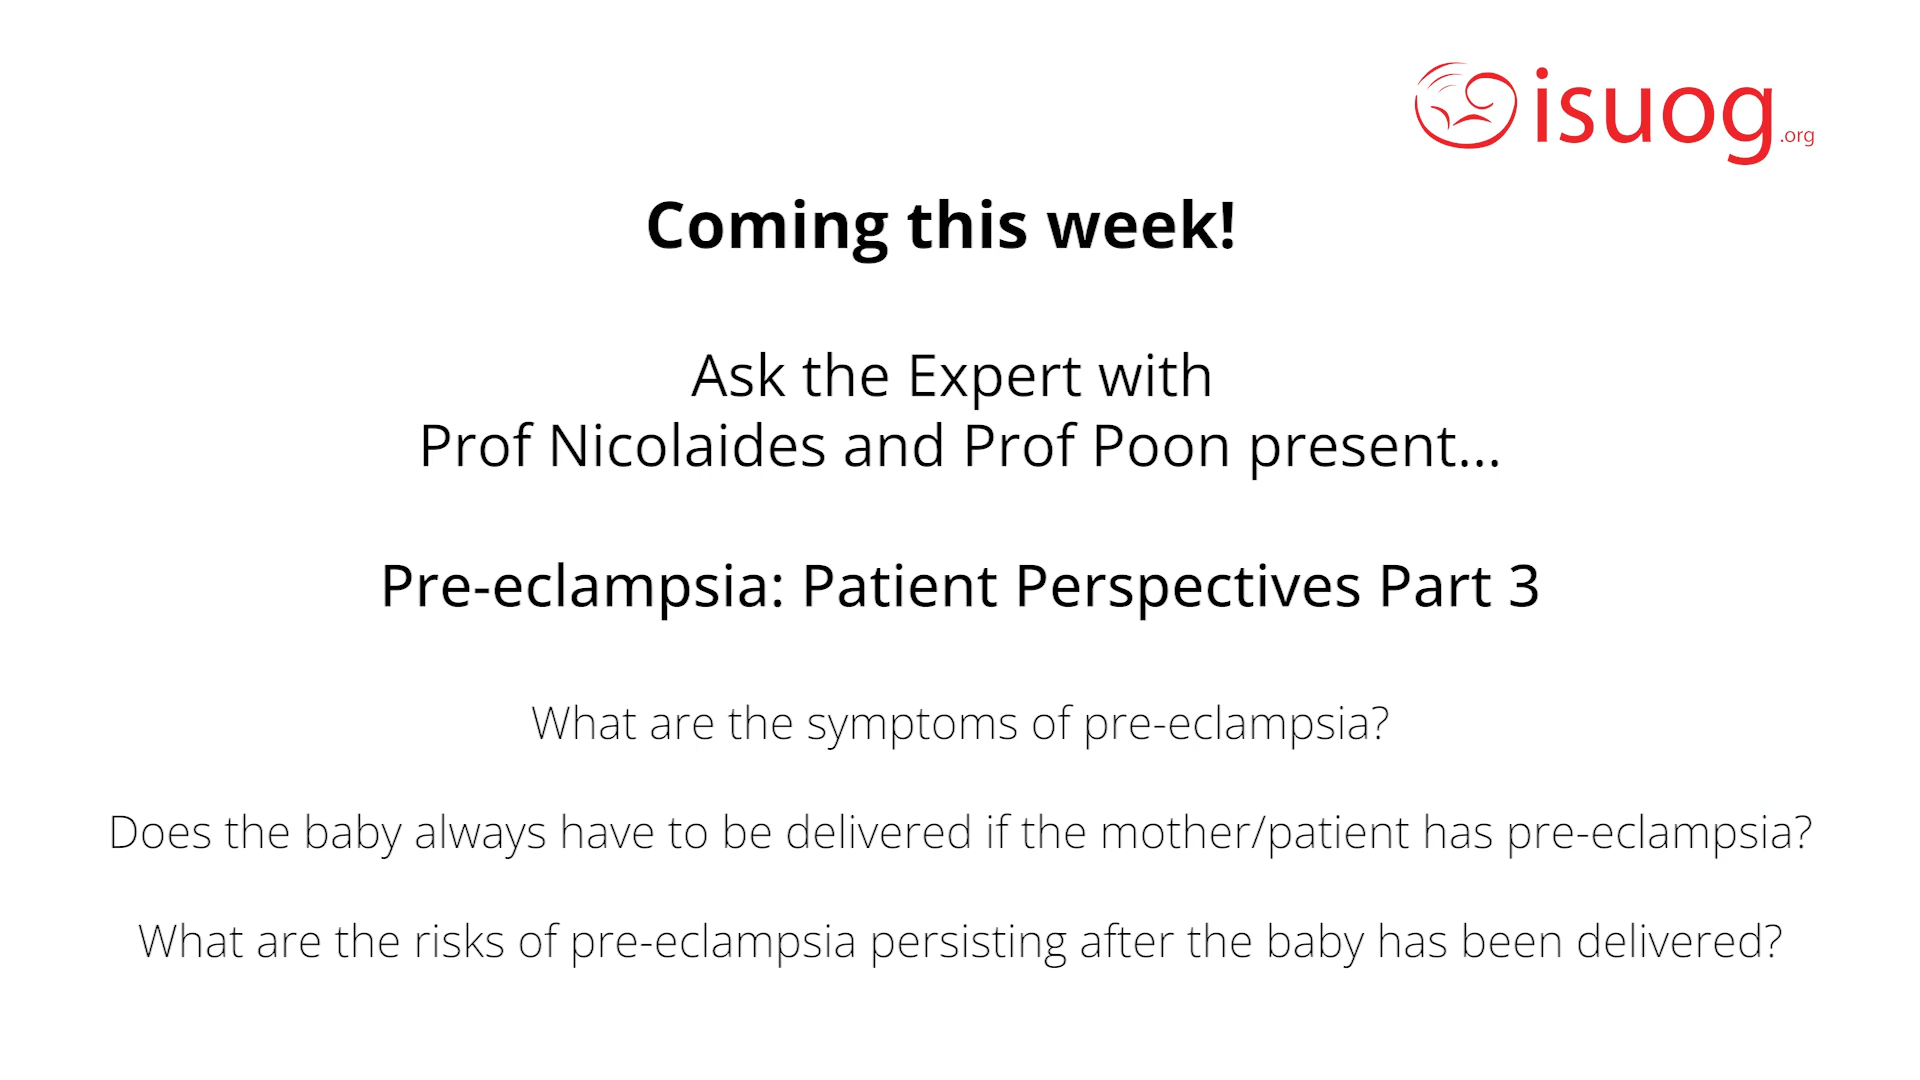 isuog.org
Coming this week!
Ask the Expert with
Prof Nicolaides and Prof Poon present...
Pre-eclampsia: Patient Perspectives Part 3
What are the symptoms of pre-eclampsia?
Does the baby always have to be delivered if the mother/patient has pre-eclampsia?
What are the risks of pre-eclampsia persisting after the baby has been delivered?